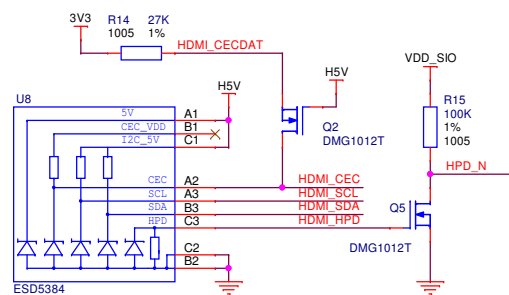 3V3
R14
1005
27K
1%
HDMI_CECDAT
H5V
H5V
VDD_SIO
U8
5V
A1
CEC_VDD
B1
I2C_5V
C1
Q2
DMG1012T
R15
100K
1%
1005
HPD_N
CEC
A2
HDMI_CEC
SCL
A3
HDMI_SCL
SDA
B3
HDMI_SDA
HPD
C3
HDMI_HPD
Q5
DMG1012T
C2
B2
ESD5384